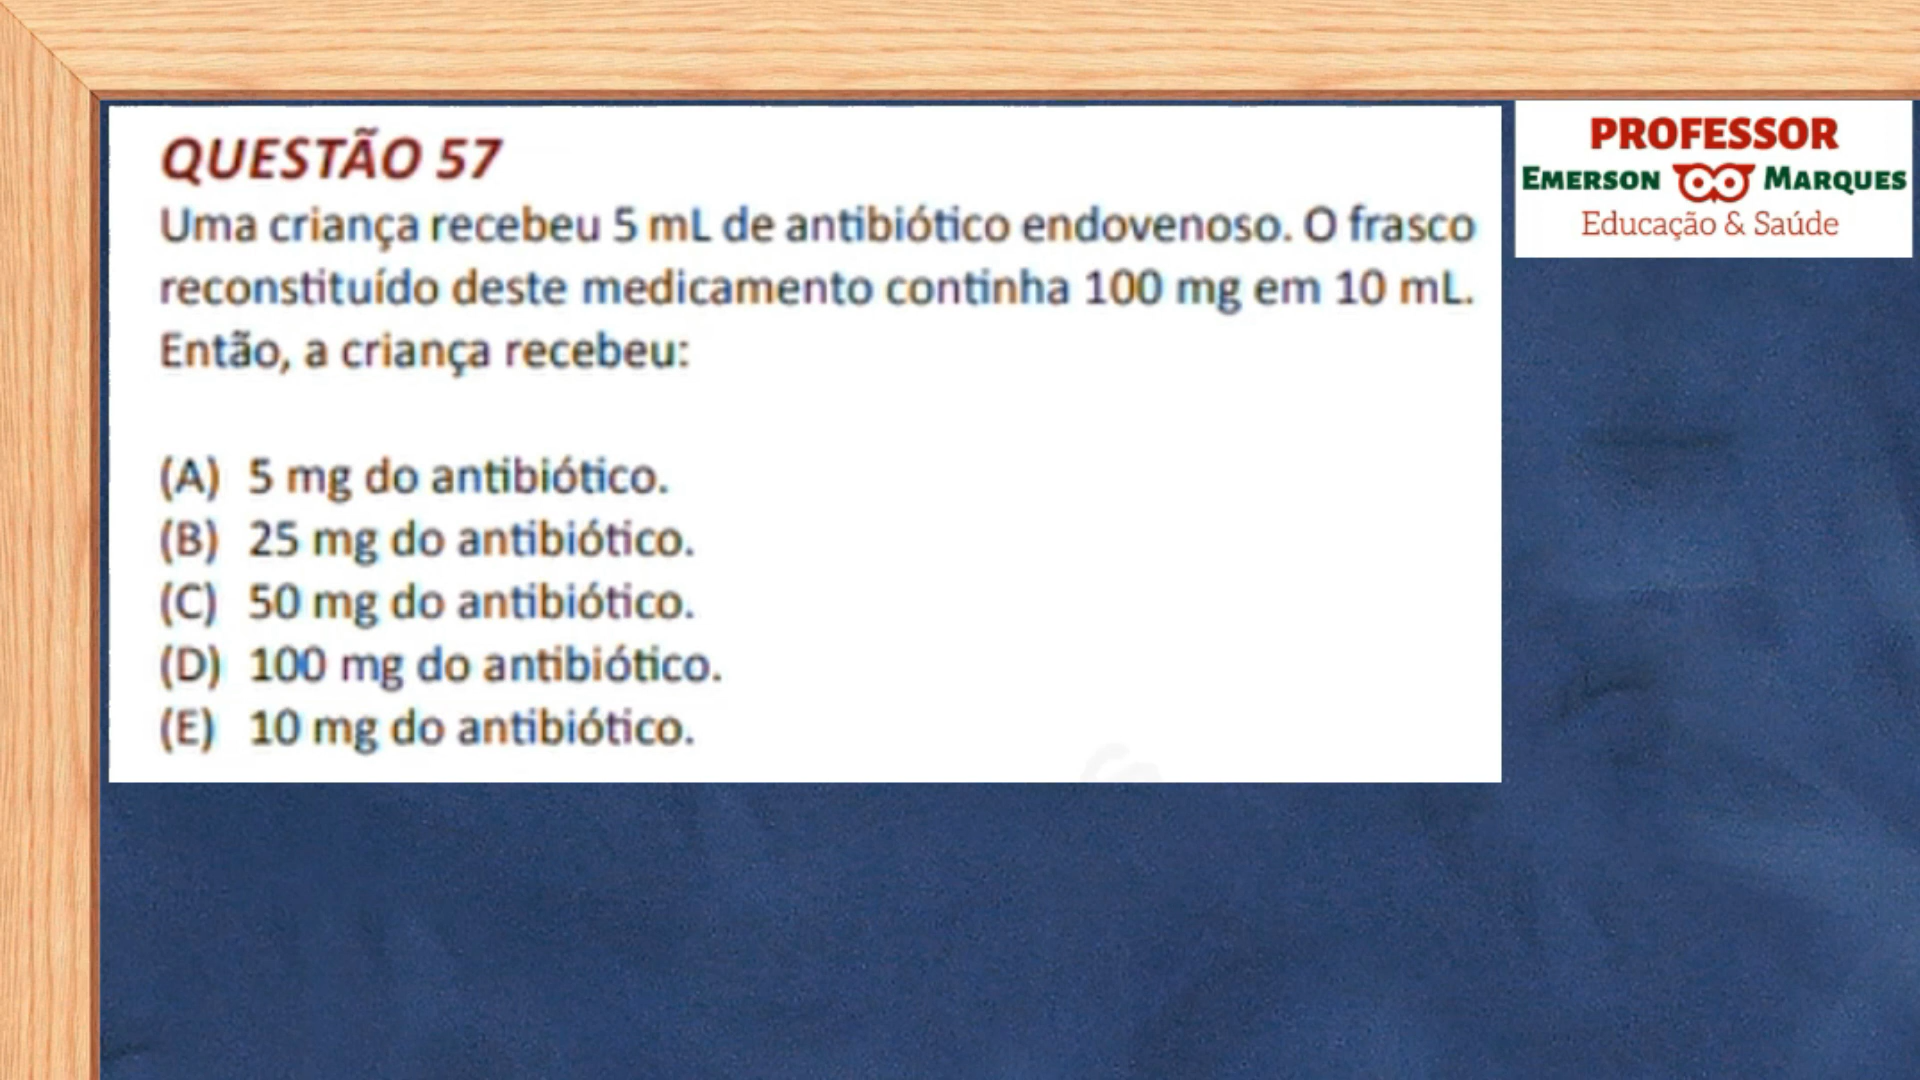 QUESTÃO 57
Uma criança recebeu 5 mL de antibiótico endovenoso. O frasco
reconstituído deste medicamento continha 100 mg em 10 mL.
Então, a criança recebeu:
(A) 5 mg do antibiótico.
(B) 25 mg do antibiótico.
(C) 50 mg do antibiótico.
(D) 100 mg do antibiótico.
(E) 10 mg do antibiótico.
PROFESSOR
EMERSON MARQUES
Educação & Saúde